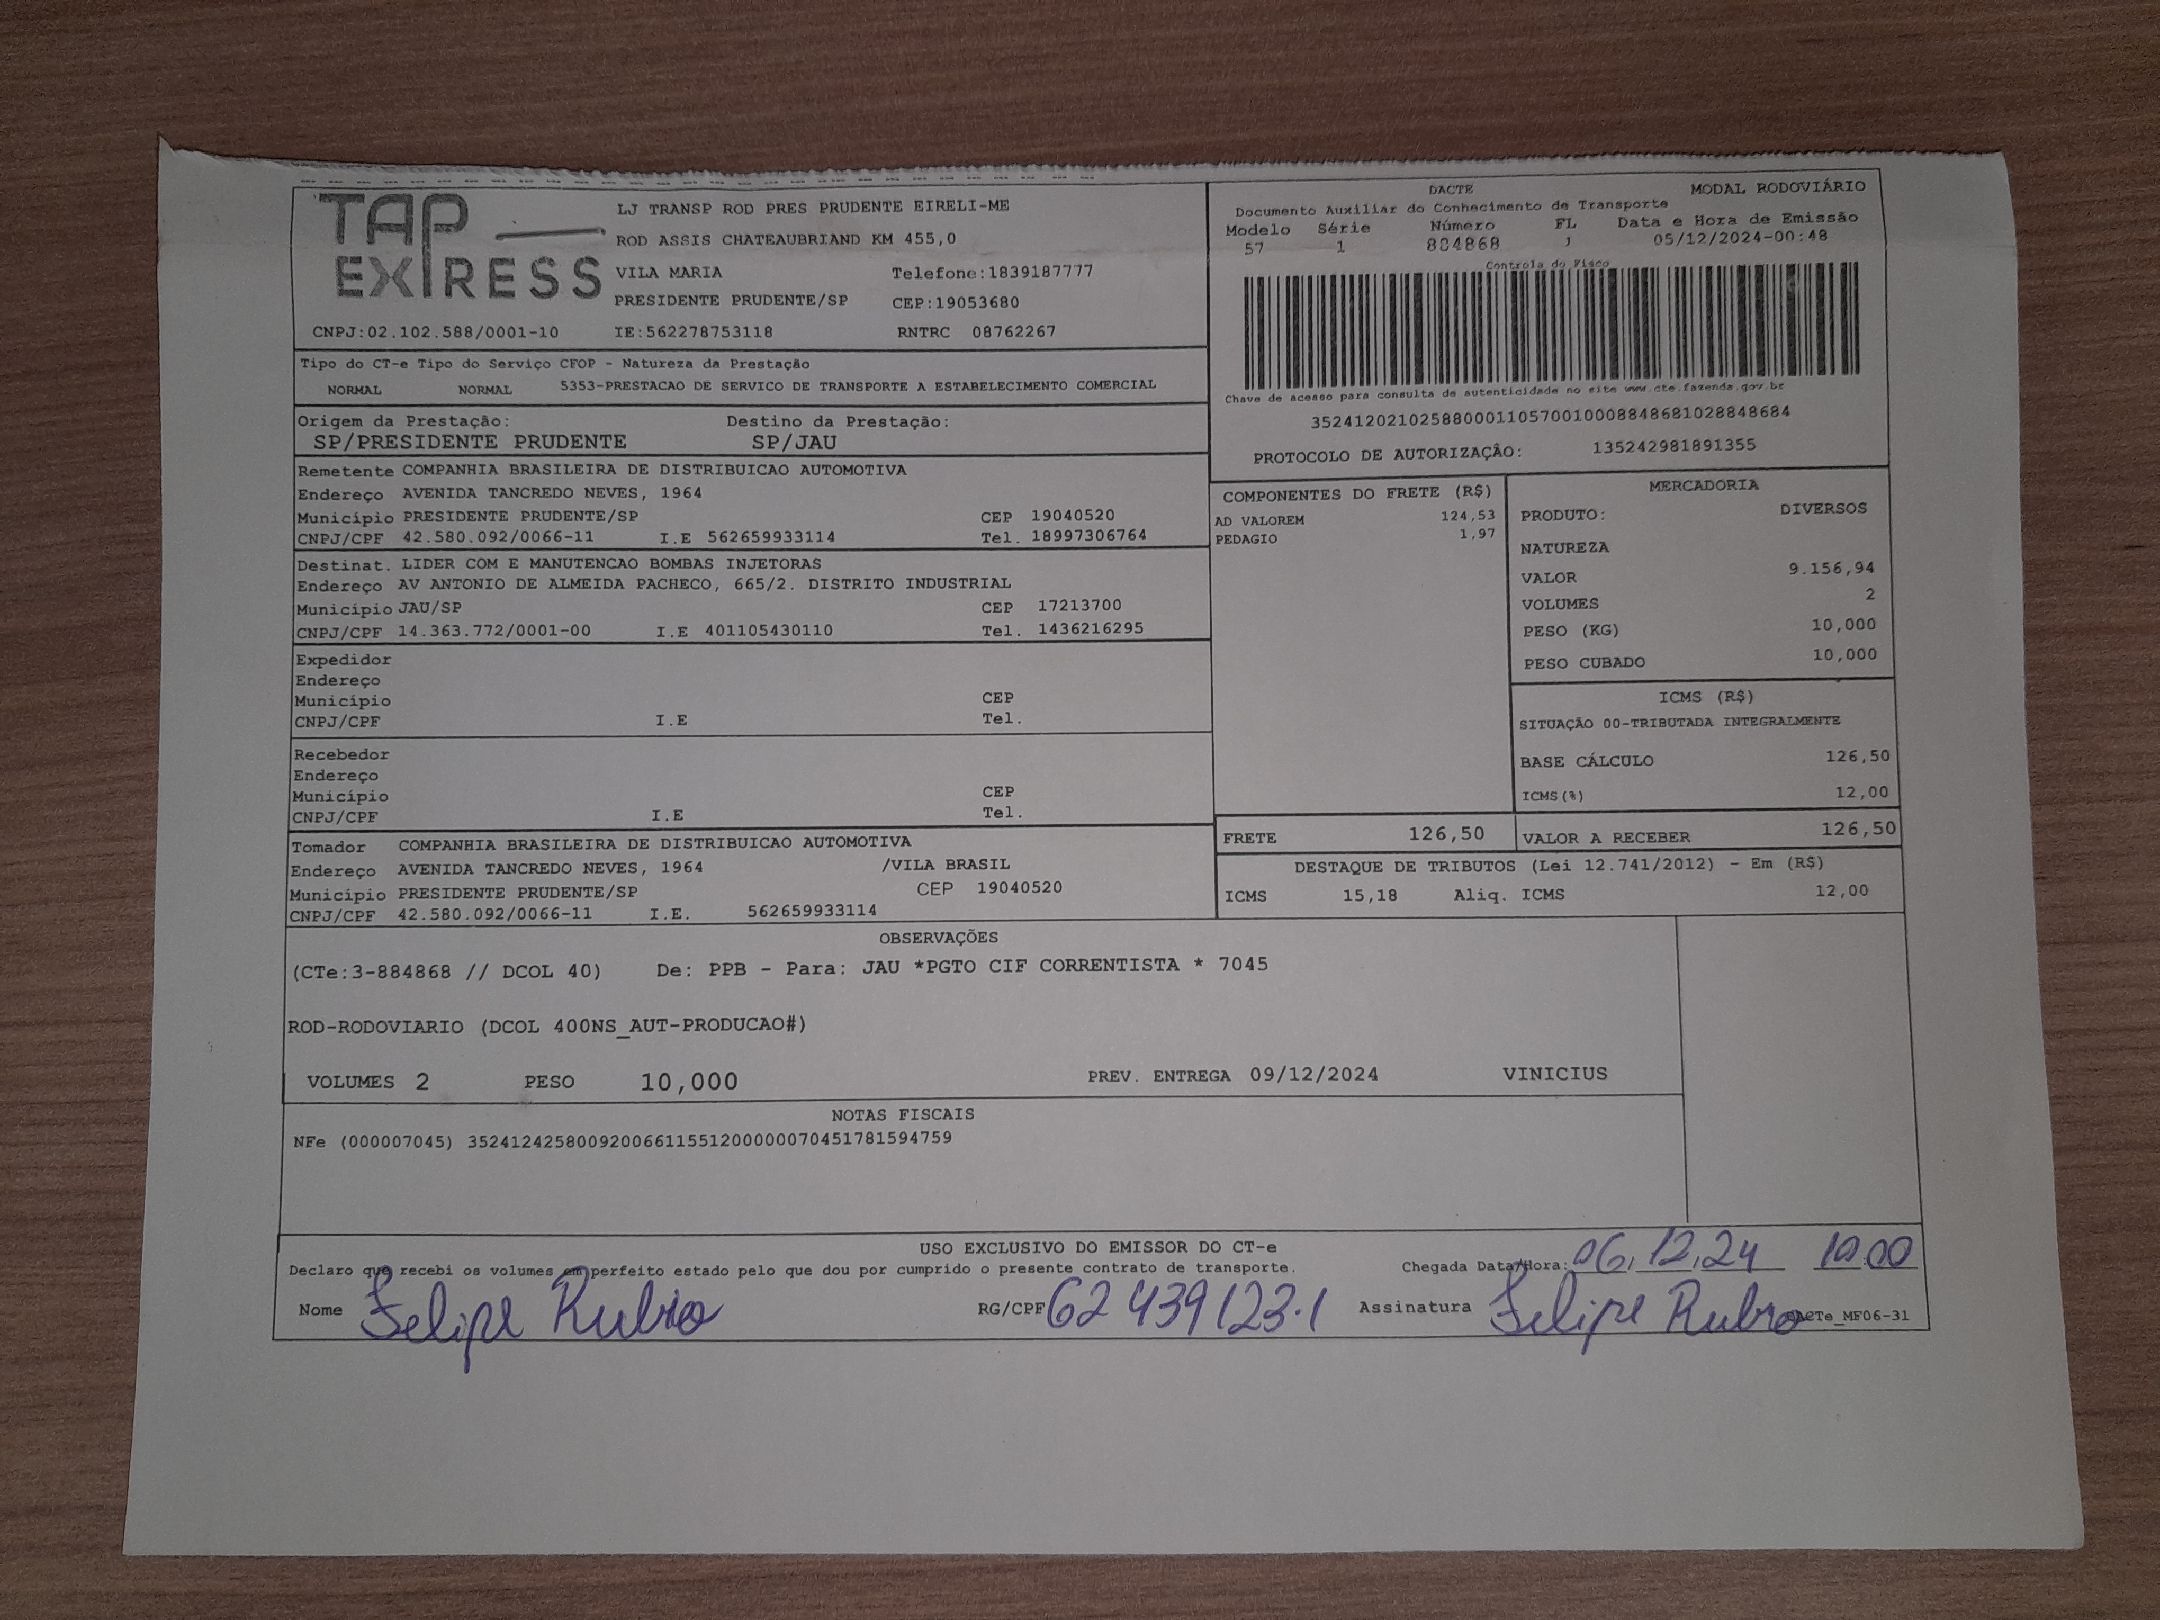 TAP
EXPRESS
LJ TRANSP ROD PRES PRUDENTE EIRELI-ME
ROD ASSIS CHATEAUBRIAND KM 455,0
VILA MARIA Telefone:1839187777
PRESIDENTE PRUDENTE/SP CEP:19053680
CNPJ:02.102.588/0001-10 IE:562278753118 RNTRC 08762267
DACTE MODAL RODOVIÁRIO
Documento Auxiliar do Conhecimento de Transporte
Modelo Série Número FL Data e Hora de Emissão
57 1 884868 1 05/12/2024-00:48
Controla do Fisco
Chave de acesso para consulta de autenticidade no site www.cte.fazenda.gov.br
35241202102588000110570010008848681028848684
PROTOCOLO DE AUTORIZAÇÂO: 135242981891355
Tipo do CT-e Tipo do Serviço CFOP - Natureza da Prestação
NORMAL NORMAL 5353-PRESTACAO DE SERVICO DE TRANSPORTE A ESTABELECIMENTO COMERCIAL
Origem da Prestação: Destino da Prestação:
SP/PRESIDENTE PRUDENTE SP/JAU
Remetente COMPANHIA BRASILEIRA DE DISTRIBUICAO AUTOMOTIVA
Endereço AVENIDA TANCREDO NEVES, 1964
Município PRESIDENTE PRUDENTE/SP CEP 19040520
CNPJ/CPF 42.580.092/0066-11 I.E 562659933114 Tel. 18997306764
Destinat. LIDER COM E MANUTENCAO BOMBAS INJETORAS
Endereço AV ANTONIO DE ALMEIDA PACHECO, 665/2. DISTRITO INDUSTRIAL
Município JAU/SP CEP 17213700
CNPJ/CPF 14.363.772/0001-00 I.E 401105430110 Tel. 1436216295
Expedidor
Endereço
Município CEP
CNPJ/CPF I.E Tel.
Recebedor
Endereço
Município CEP
CNPJ/CPF I.E Tel.
Tomador COMPANHIA BRASILEIRA DE DISTRIBUICAO AUTOMOTIVA
Endereço AVENIDA TANCREDO NEVES, 1964 /VILA BRASIL
Município PRESIDENTE PRUDENTE/SP CEP 19040520
CNPJ/CPF 42.580.092/0066-11 I.E. 562659933114
COMPONENTES DO FRETE (R$)
AD VALOREM 124,53
PEDAGIO 1,97
MERCADORIA
PRODUTO: DIVERSOS
NATUREZA
VALOR 9.156,94
VOLUMES 2
PESO (KG) 10,000
PESO CUBADO 10,000
ICMS (R$)
SITUAÇÃO 00-TRIBUTADA INTEGRALMENTE
BASE CÁLCULO 126,50
ICMS(%) 12,00
FRETE 126,50 VALOR A RECEBER 126,50
DESTAQUE DE TRIBUTOS (Lei 12.741/2012) - Em (R$)
ICMS 15,18 Aliq. ICMS 12,00
OBSERVAÇÕES
(CTe:3-884868 // DCOL 40) De: PPB - Para: JAU *PGTO CIF CORRENTISTA * 7045
ROD-RODOVIARIO (DCOL 400NS_AUT-PRODUCAO#)
VOLUMES 2 PESO 10,000 PREV. ENTREGA 09/12/2024 VINICIUS
NOTAS FISCAIS
NFe (000007045) 35241242580092006611551200000070451781594759
USO EXCLUSIVO DO EMISSOR DO CT-e
Declaro que recebi os volumes em perfeito estado pelo que dou por cumprido o presente contrato de transporte. Chegada Data/Hora: 06.12.24 10.00
Nome Felipe Rubio RG/CPF 62 439123.1 Assinatura Felipe Rubio DACTe_MF06-31